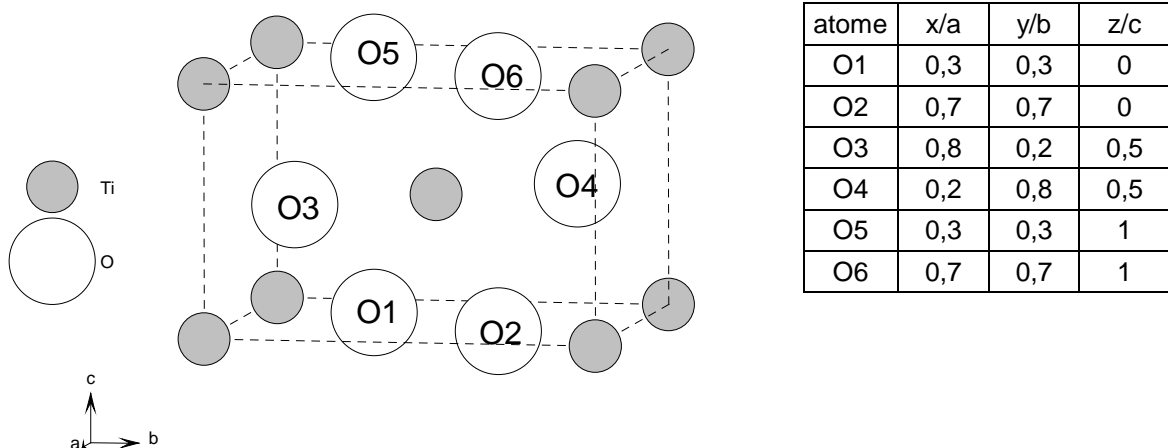 O5
O6
Ti
O3
O4
O
O1
O2
c
a
b
atome x/a y/b z/c
O1 0,3 0,3 0
O2 0,7 0,7 0
O3 0,8 0,2 0,5
O4 0,2 0,8 0,5
O5 0,3 0,3 1
O6 0,7 0,7 1